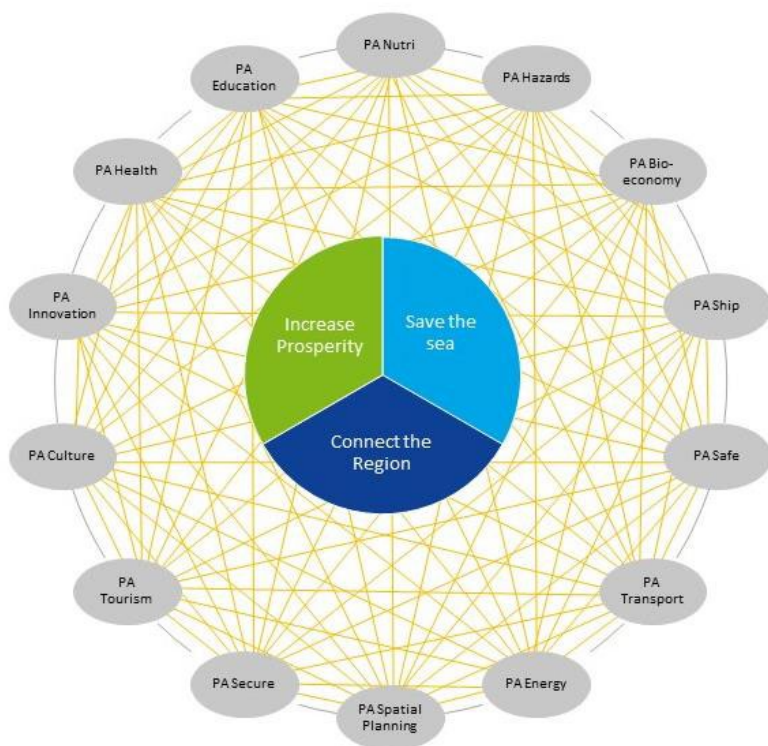 PA Nutri
PA Hazards
PA Bio-
economy
PA Ship
PA Safe
PA
Transport
PA Energy
PA Spatial
Planning
PA Secure
PA
Tourism
PA Culture
PA
Innovation
PA Health
PA
Education
Increase
Prosperity
Save the
sea
Connect the
Region